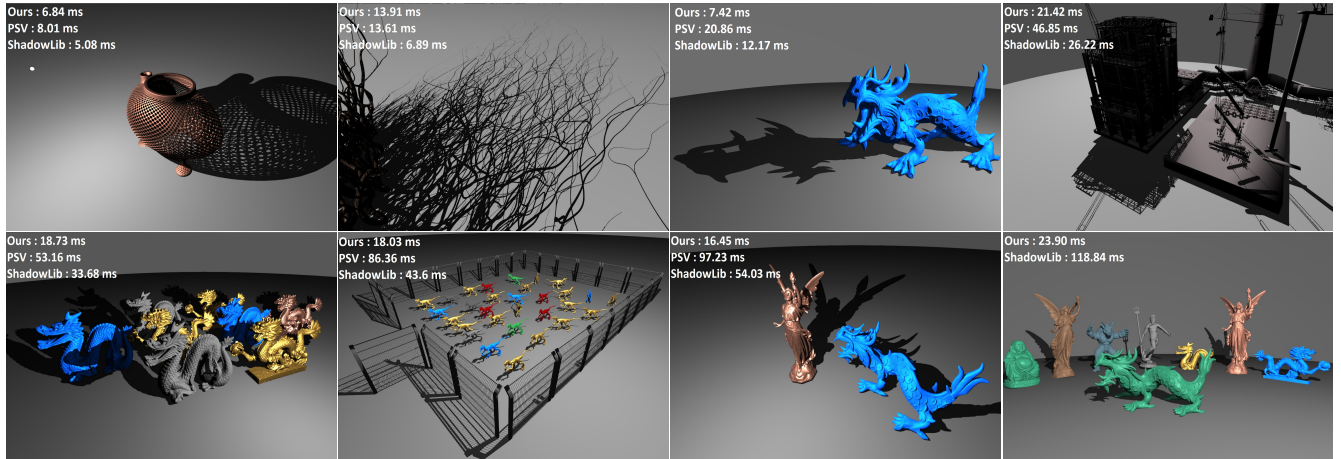 Ours : 6.84 ms
PSV : 8.01 ms
ShadowLib : 5.08 ms
Ours : 13.91 ms
PSV : 13.61 ms
ShadowLib : 6.89 ms
Ours : 7.42 ms
PSV : 20.86 ms
ShadowLib : 12.17 ms
Ours : 21.42 ms
PSV : 46.85 ms
ShadowLib : 26.22 ms
Ours : 18.73 ms
PSV : 53.16 ms
ShadowLib : 33.68 ms
Ours : 18.03 ms
PSV : 86.36 ms
ShadowLib : 43.6 ms
Ours : 16.45 ms
PSV : 97.23 ms
ShadowLib : 54.03 ms
Ours : 23.90 ms
ShadowLib : 118.84 ms